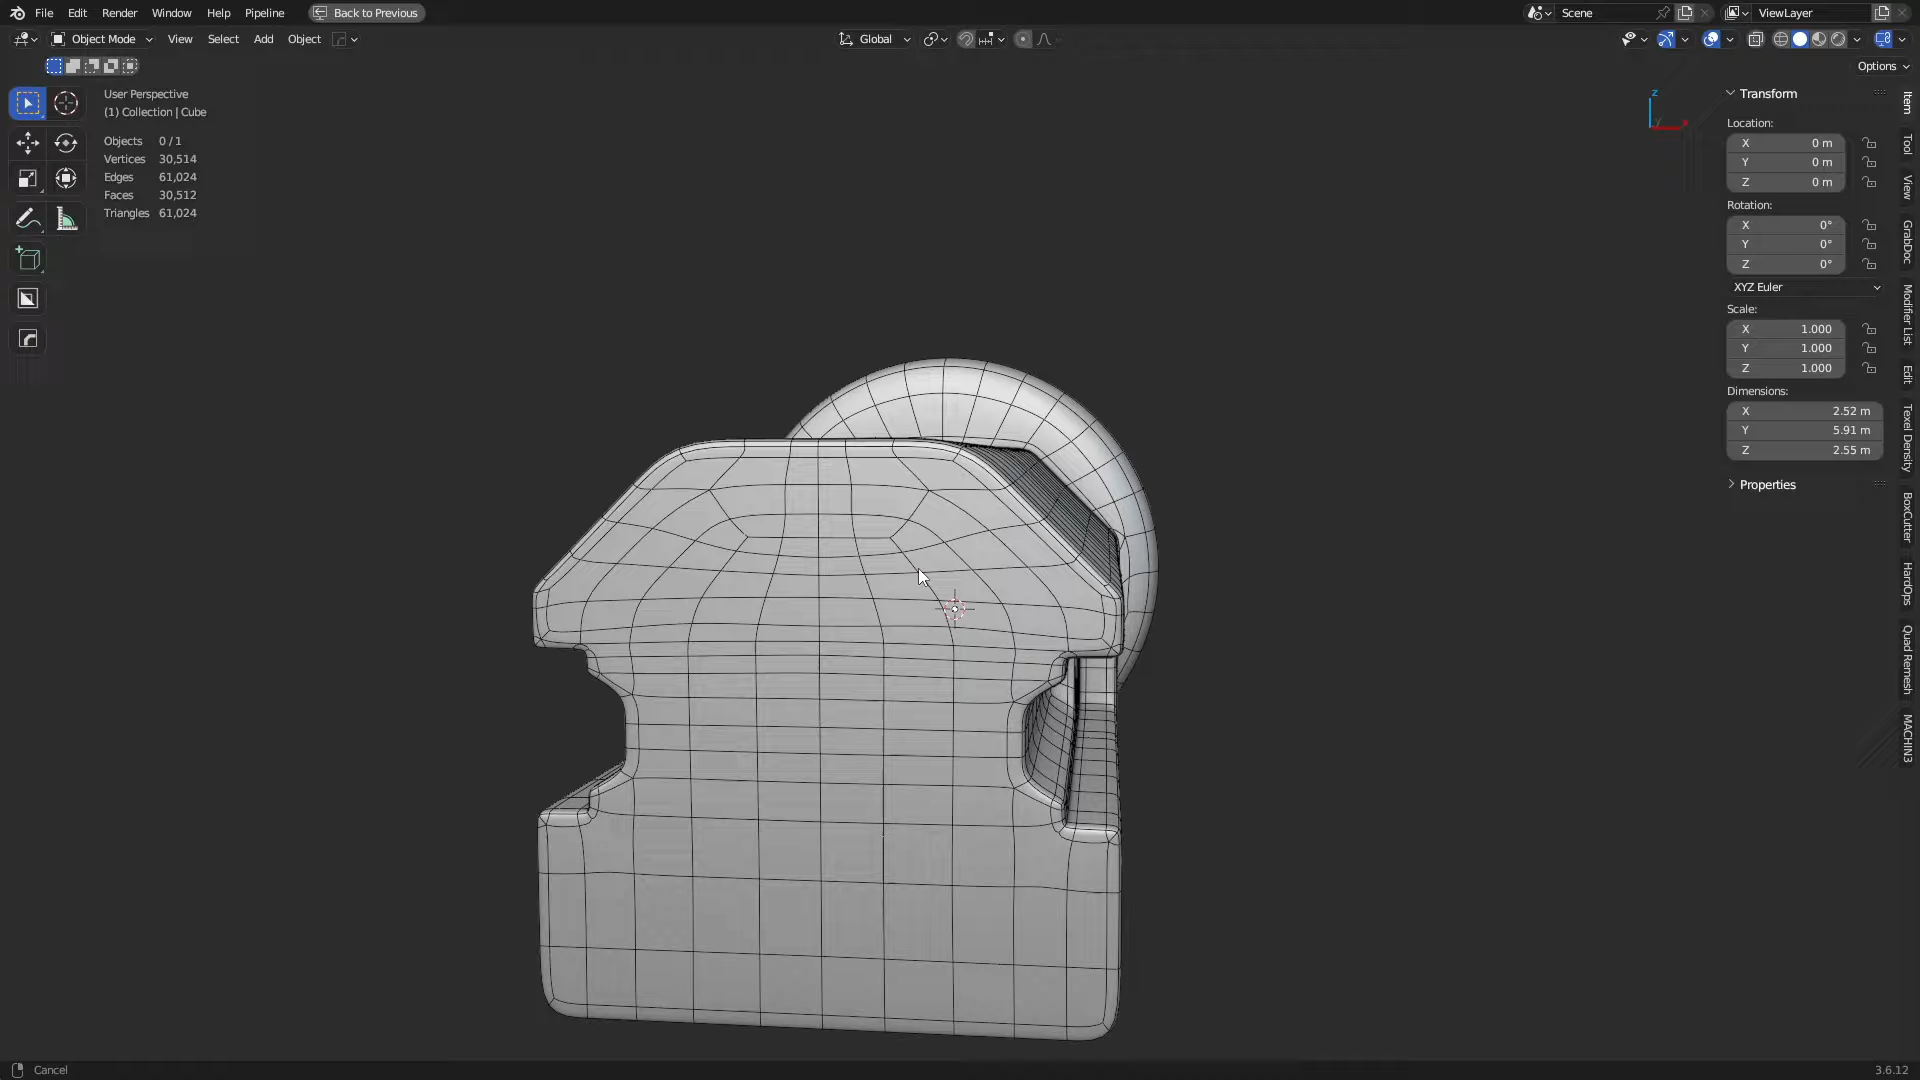 File Edit Render Window Help Pipeline Back to Previous Scene ViewLayer
Object Mode View Select Add Object Global
Options
User Perspective
(1) Collection | Cube
Objects 0 / 1
Vertices 30,514
Edges 61,024
Faces 30,512
Triangles 61,024
Z
Y
Transform
Location:
X 0 m
Y 0 m
Z 0 m
Rotation:
X 0°
Y 0°
Z 0°
XYZ Euler
Scale:
X 1.000
Y 1.000
Z 1.000
Dimensions:
X 2.52 m
Y 5.91 m
Z 2.55 m
Properties
Item
Tool
View
GrabDoc
Modifier List
Edit
Texel Density
BoxCutter
HardOps
Quad Remesh
MACHIN3
Cancel
3.6.12